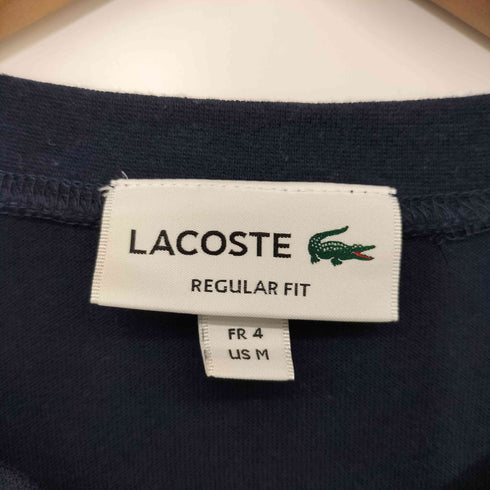 LACOSTE
REGULAR FIT
FR 4
US M